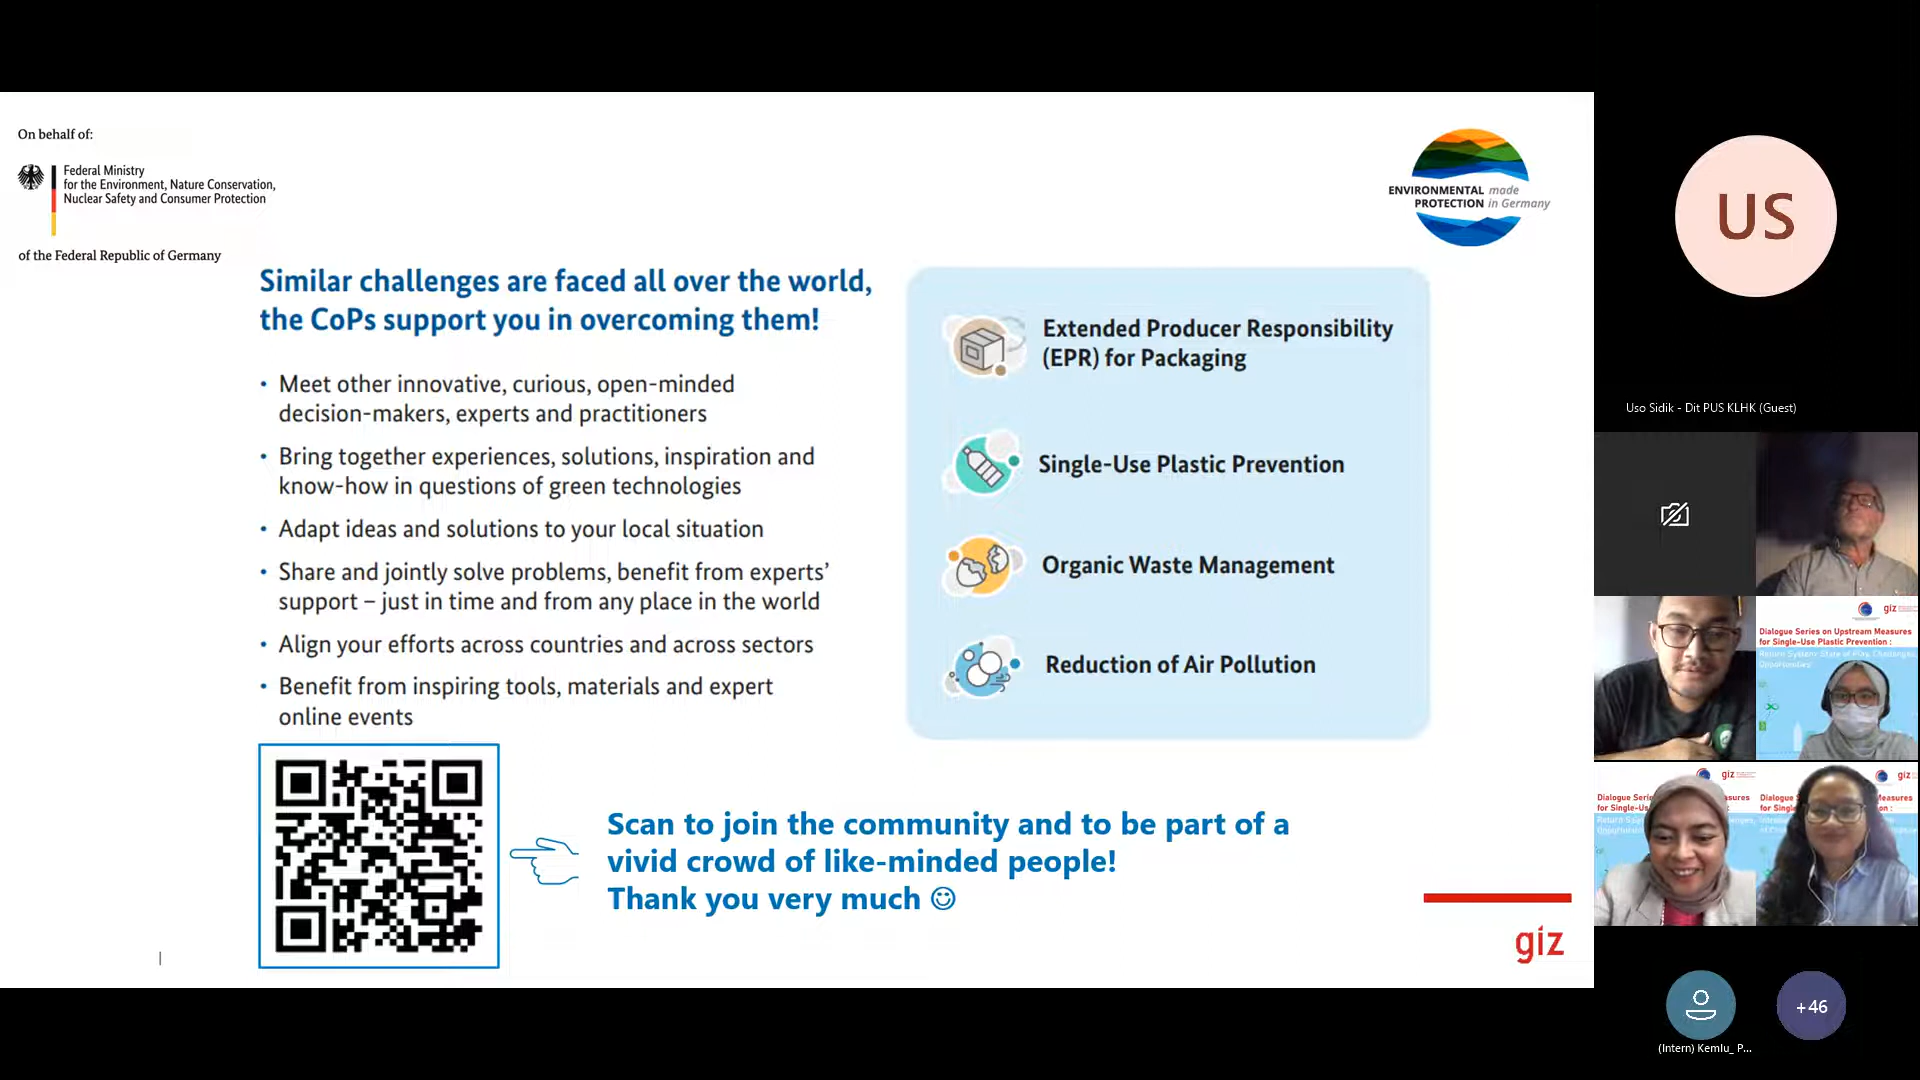 On behalf of:
Federal Ministry
for the Environment, Nature Conservation,
Nuclear Safety and Consumer Protection
of the Federal Republic of Germany
ENVIRONMENTAL made
PROTECTION in Germany
Similar challenges are faced all over the world,
the CoPs support you in overcoming them!
• Meet other innovative, curious, open-minded
decision-makers, experts and practitioners
• Bring together experiences, solutions, inspiration and
know-how in questions of green technologies
• Adapt ideas and solutions to your local situation
• Share and jointly solve problems, benefit from experts’
support – just in time and from any place in the world
• Align your efforts across countries and across sectors
• Benefit from inspiring tools, materials and expert
online events
Extended Producer Responsibility
(EPR) for Packaging
Single-Use Plastic Prevention
Organic Waste Management
Reduction of Air Pollution
Scan to join the community and to be part of a
vivid crowd of like-minded people!
Thank you very much ☺
giz
US
Uso Sidik - Dit PUS KLHK (Guest)
giz
Dialogue Series on Upstream Measures
for Single-Use Plastic Prevention :
giz
giz
(Intern) Kemlu_ P...
+46